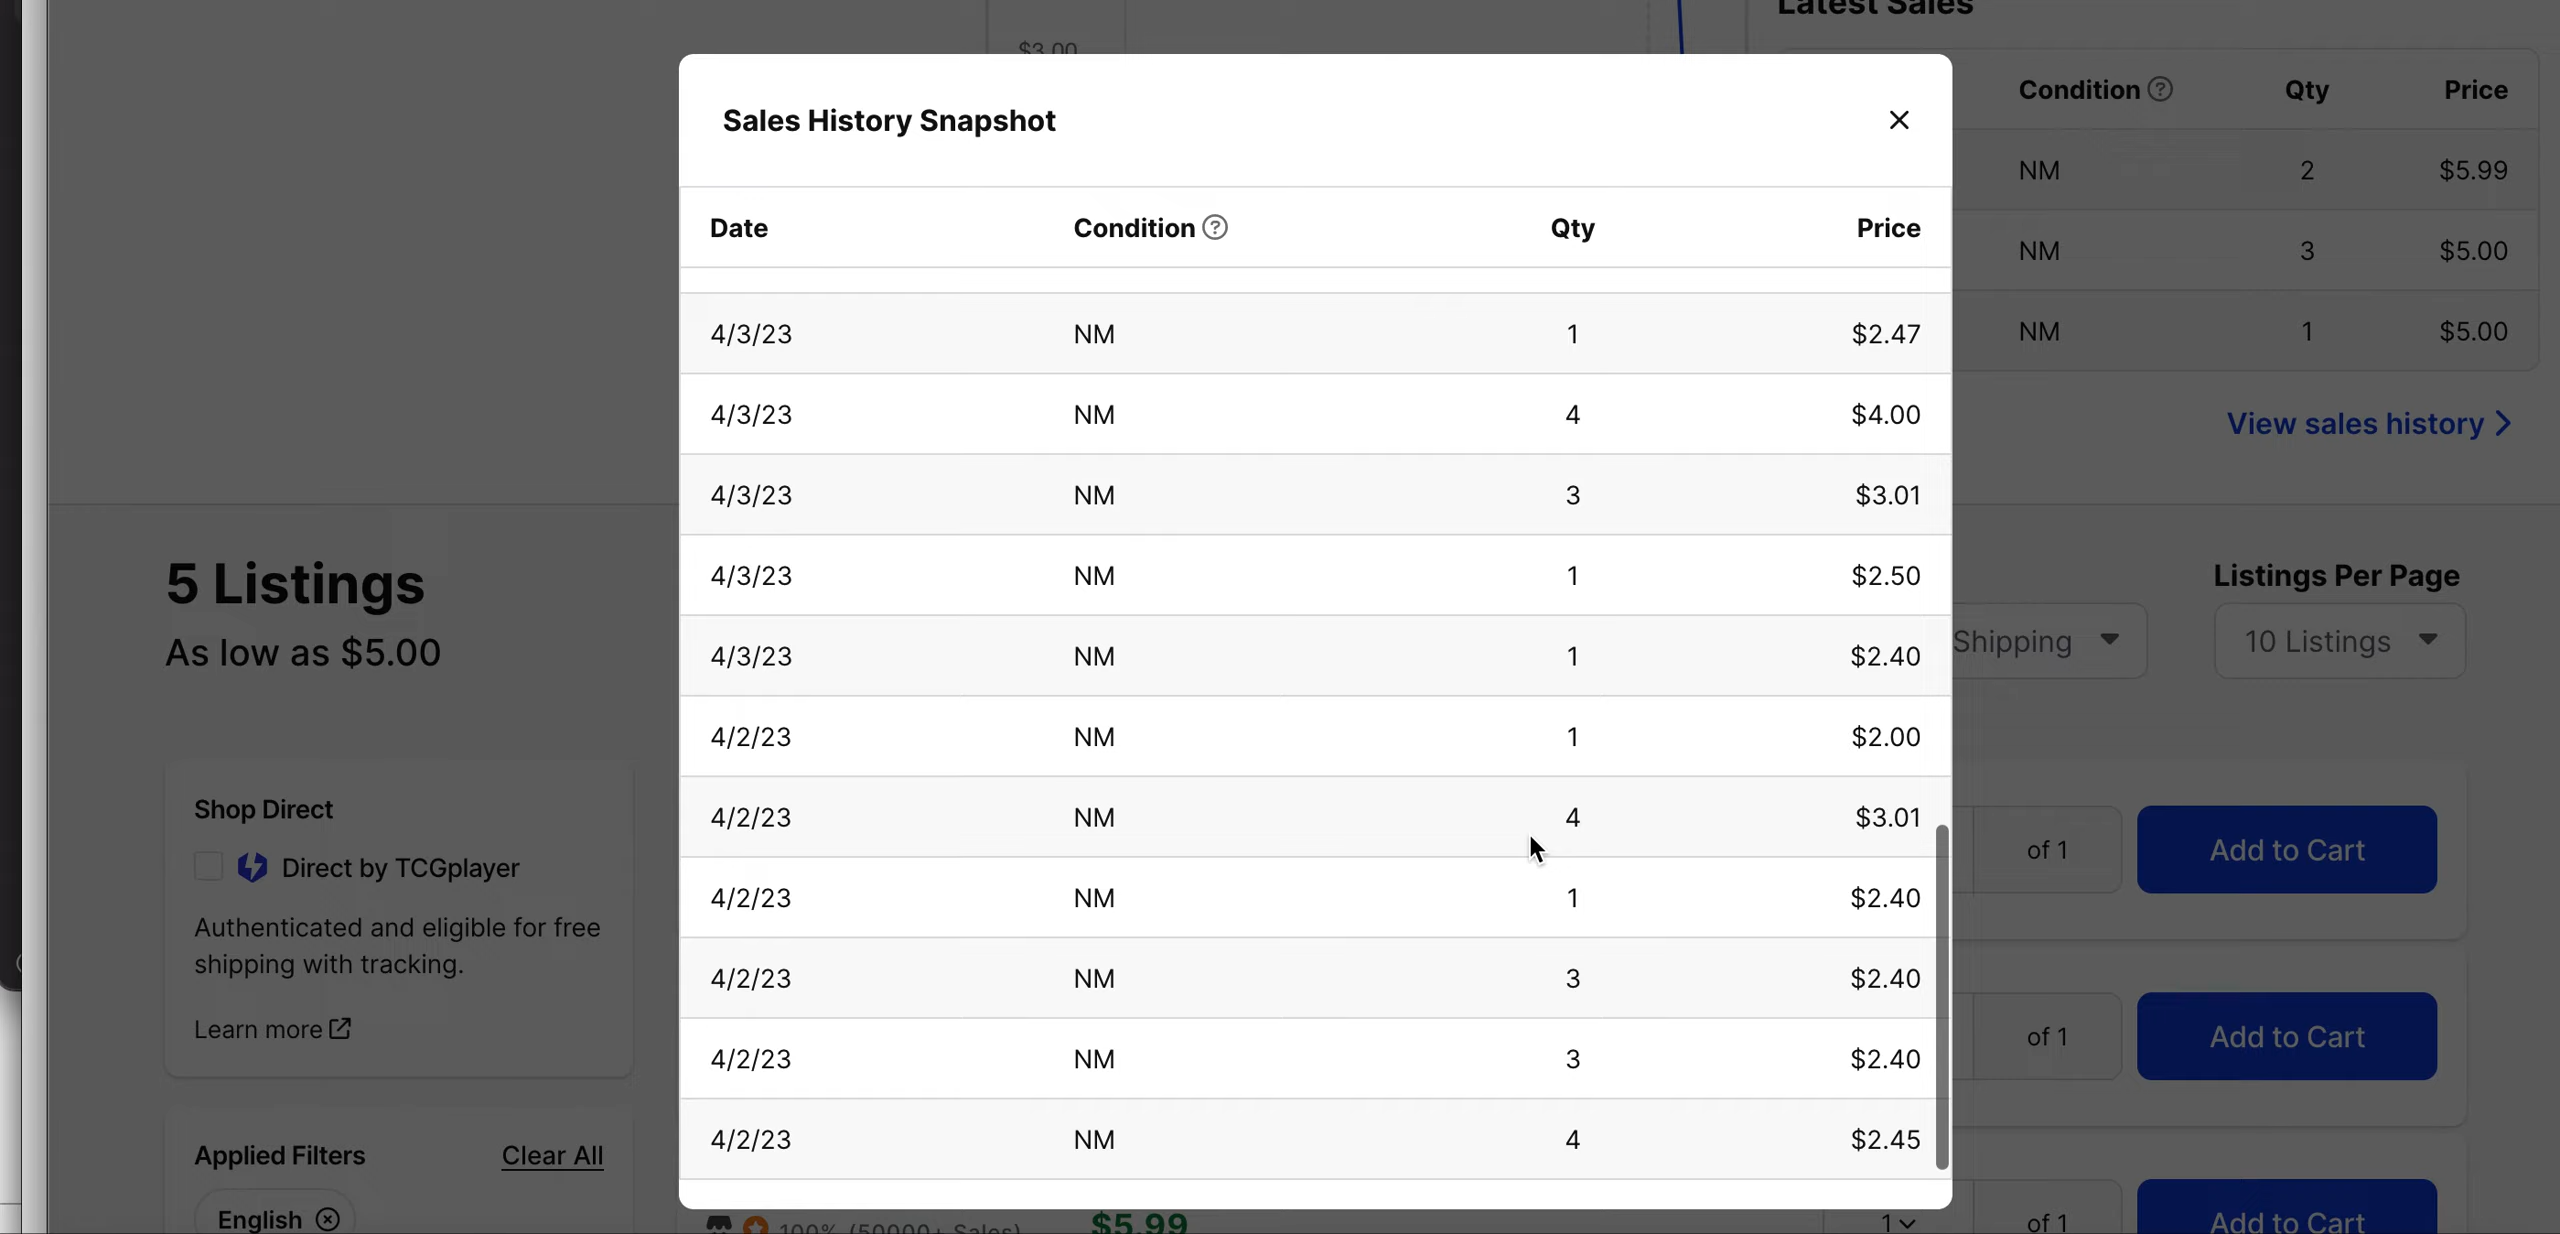 Latest Sales
$3.00
Sales History Snapshot
Date Condition Qty Price
4/3/23 NM 1 $2.47
4/3/23 NM 4 $4.00
4/3/23 NM 3 $3.01
4/3/23 NM 1 $2.50
4/3/23 NM 1 $2.40
4/2/23 NM 1 $2.00
4/2/23 NM 4 $3.01
4/2/23 NM 1 $2.40
4/2/23 NM 3 $2.40
4/2/23 NM 3 $2.40
4/2/23 NM 4 $2.45
Condition Qty Price
NM 2 $5.99
NM 3 $5.00
NM 1 $5.00
View sales history
5 Listings
As low as $5.00
Listings Per Page
Shipping
10 Listings
Shop Direct
Direct by TCGplayer
Authenticated and eligible for free
shipping with tracking.
Learn more
Applied Filters Clear All
English
of 1 Add to Cart
of 1 Add to Cart
100% (50000+ Sales) $5.99 1 of 1 Add to Cart